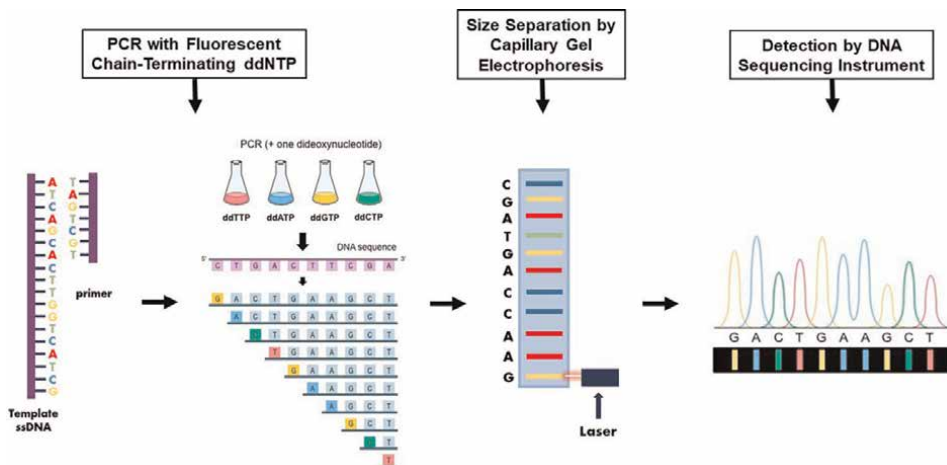 PCR with Fluorescent
Chain-Terminating ddNTP
Size Separation by
Capillary Gel
Electrophoresis
Detection by DNA
Sequencing Instrument
A T
T A
C G
A T
G C
C G
A T
C
T
T
G
G
T
C
A
T
C
G
primer
Template
ssDNA
PCR (+ one dideoxynucleotide)
ddTTP ddATP ddGTP ddCTP
DNA sequence
5' C T G A C T T C G A 3'
G A C T G A A G C T
A C T G A A G C T
C T G A A G C T
T G A A G C T
G A A G C T
A A G C T
A G C T
G C T
C T
T
C
G
A
T
G
A
C
C
A
A
G
Laser
G A C T G A A G C T